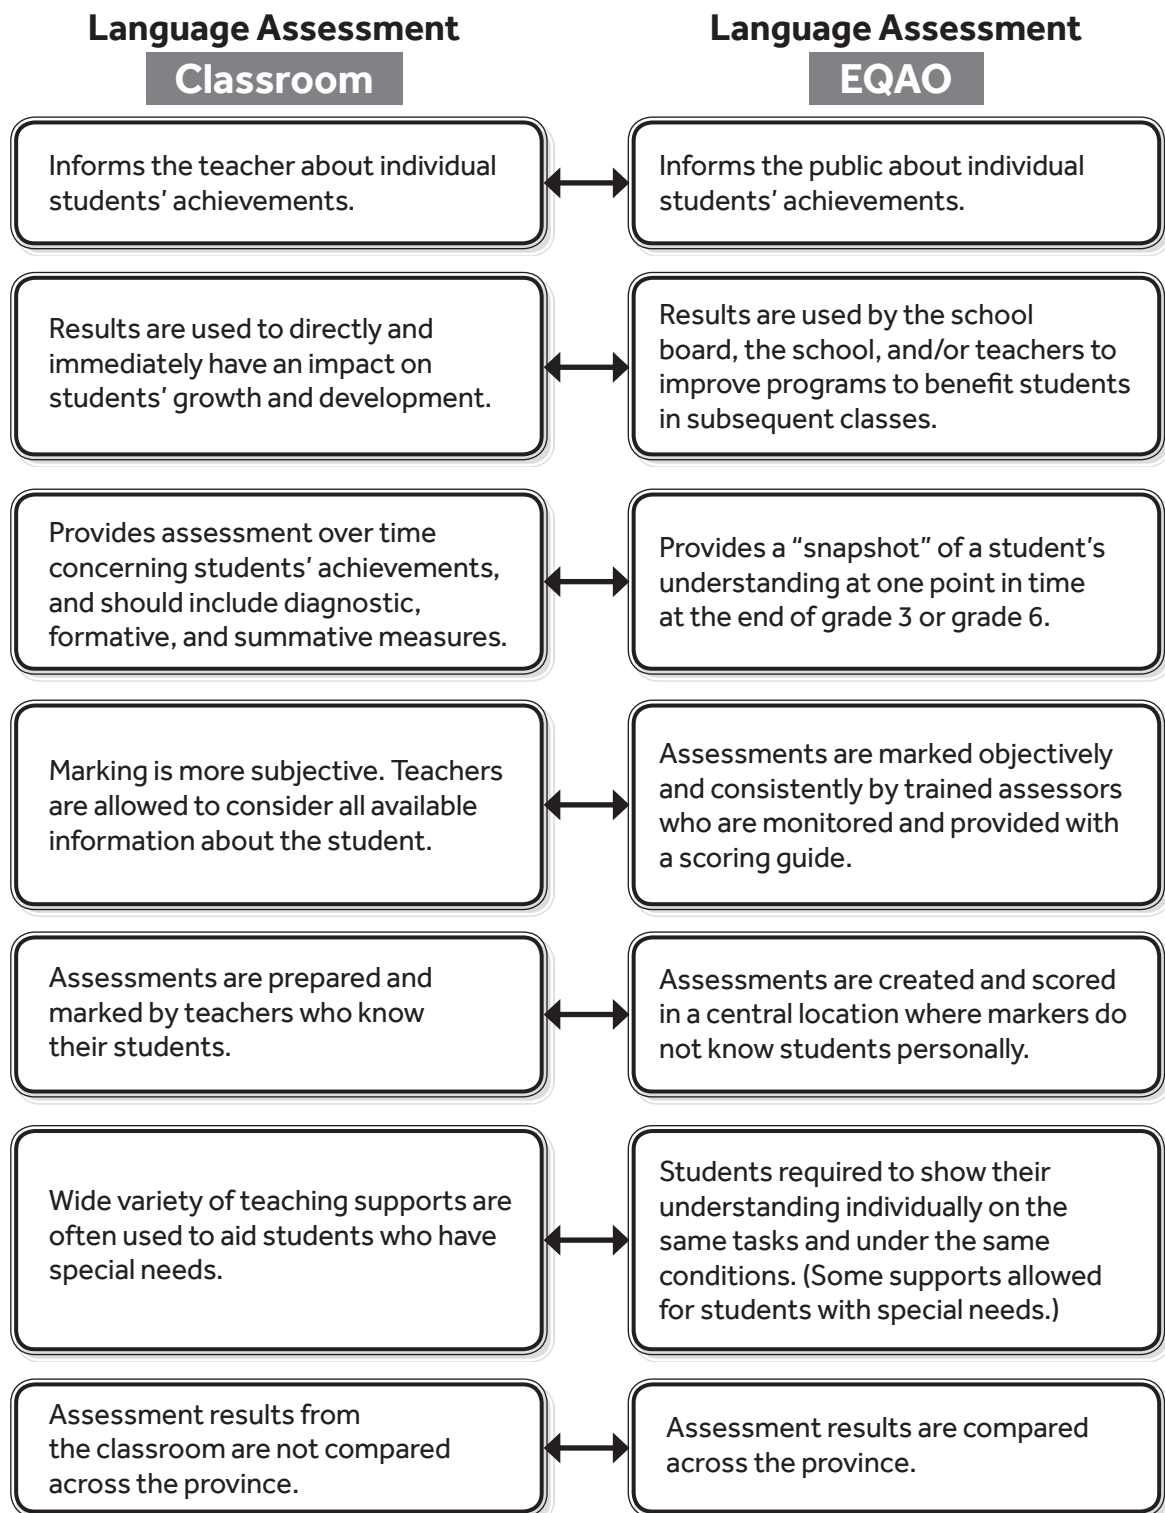 Language Assessment
Classroom
Language Assessment
EQAO
Informs the teacher about individual
students’ achievements.
Informs the public about individual
students’ achievements.
Results are used to directly and
immediately have an impact on
students’ growth and development.
Results are used by the school
board, the school, and/or teachers to
improve programs to benefit students
in subsequent classes.
Provides assessment over time
concerning students’ achievements,
and should include diagnostic,
formative, and summative measures.
Provides a “snapshot” of a student’s
understanding at one point in time
at the end of grade 3 or grade 6.
Marking is more subjective. Teachers
are allowed to consider all available
information about the student.
Assessments are marked objectively
and consistently by trained assessors
who are monitored and provided with
a scoring guide.
Assessments are prepared and
marked by teachers who know
their students.
Assessments are created and scored
in a central location where markers do
not know students personally.
Wide variety of teaching supports are
often used to aid students who have
special needs.
Students required to show their
understanding individually on the
same tasks and under the same
conditions. (Some supports allowed
for students with special needs.)
Assessment results from
the classroom are not compared
across the province.
Assessment results are compared
across the province.